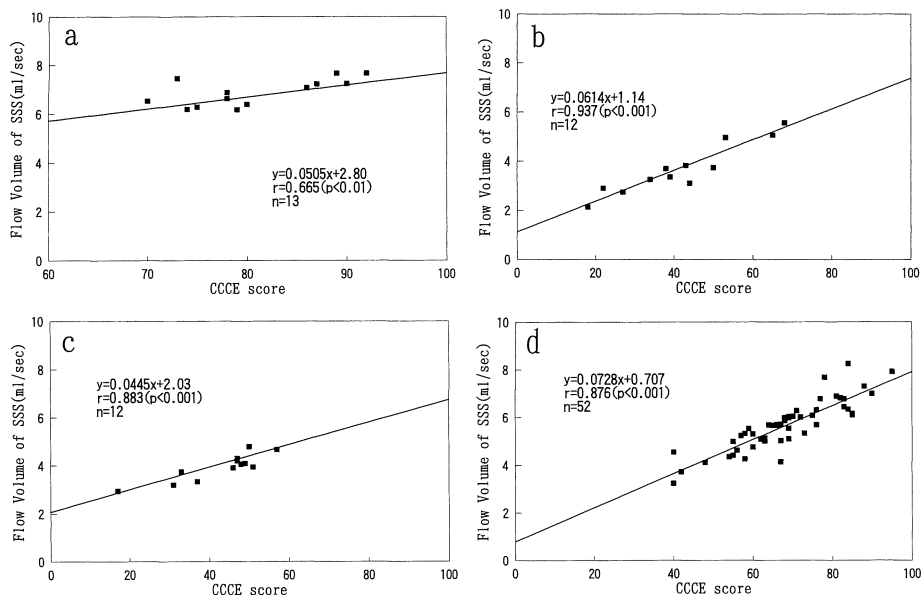 a
Flow Volume of SSS(ml/sec)
10
8
6
4
2
0
y=0.0505x+2.80
r=0.665(p<0.01)
n=13
60 70 80 90 100
CCCE score
b
Flow Volume of SSS(ml/sec)
10
8
6
4
2
0
y=0.0614x+1.14
r=0.937(p<0.001)
n=12
0 20 40 60 80 100
CCCE score
c
Flow Volume of SSS(ml/sec)
10
8
6
4
2
0
y=0.0445x+2.03
r=0.883(p<0.001)
n=12
0 20 40 60 80 100
CCCE score
d
Flow Volume of SSS(ml/sec)
10
8
6
4
2
0
y=0.0728x+0.707
r=0.876(p<0.001)
n=52
0 20 40 60 80 100
CCCE score